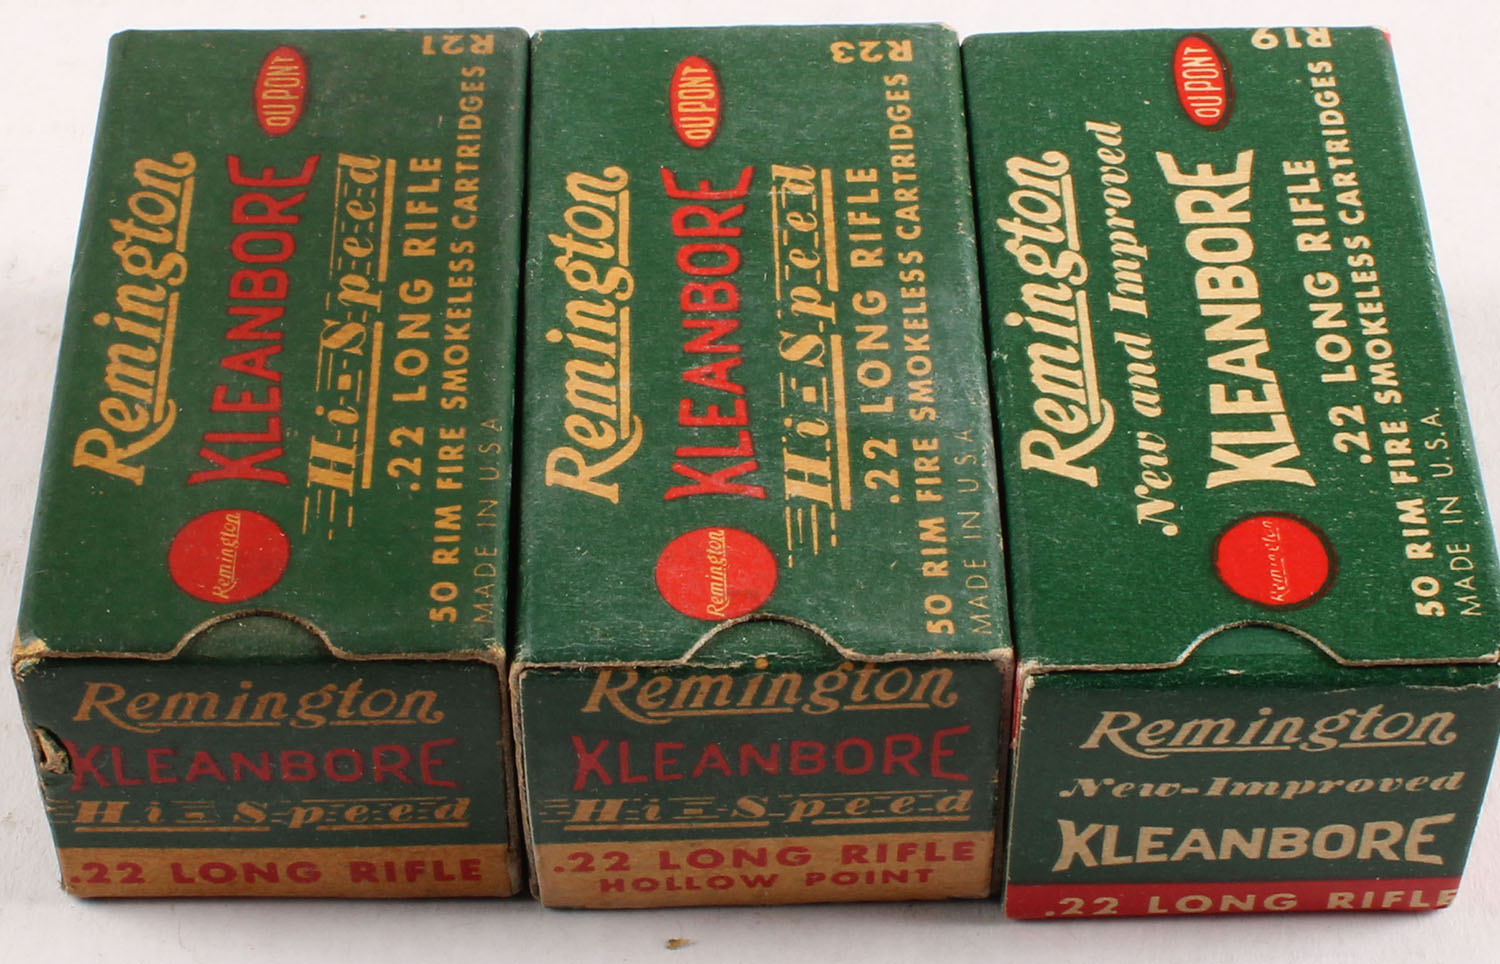 Remington
KLEANBORE
DU PONT
Hi-Speed
.22 LONG RIFLE
50 RIM FIRE SMOKELESS CARTRIDGES
R21
MADE IN U.S.A.
Remington
Remington
KLEANBORE
Hi-Speed
.22 LONG RIFLE
Remington
KLEANBORE
DU PONT
Hi-Speed
.22 LONG RIFLE
50 RIM FIRE SMOKELESS CARTRIDGES
R23
MADE IN U.S.A.
Remington
Remington
KLEANBORE
Hi-Speed
.22 LONG RIFLE
HOLLOW POINT
Remington
New and Improved
KLEANBORE
DU PONT
.22 LONG RIFLE
50 RIM FIRE SMOKELESS CARTRIDGES
R19
MADE IN U.S.A.
Remington
Remington
New-Improved
KLEANBORE
.22 LONG RIFLE